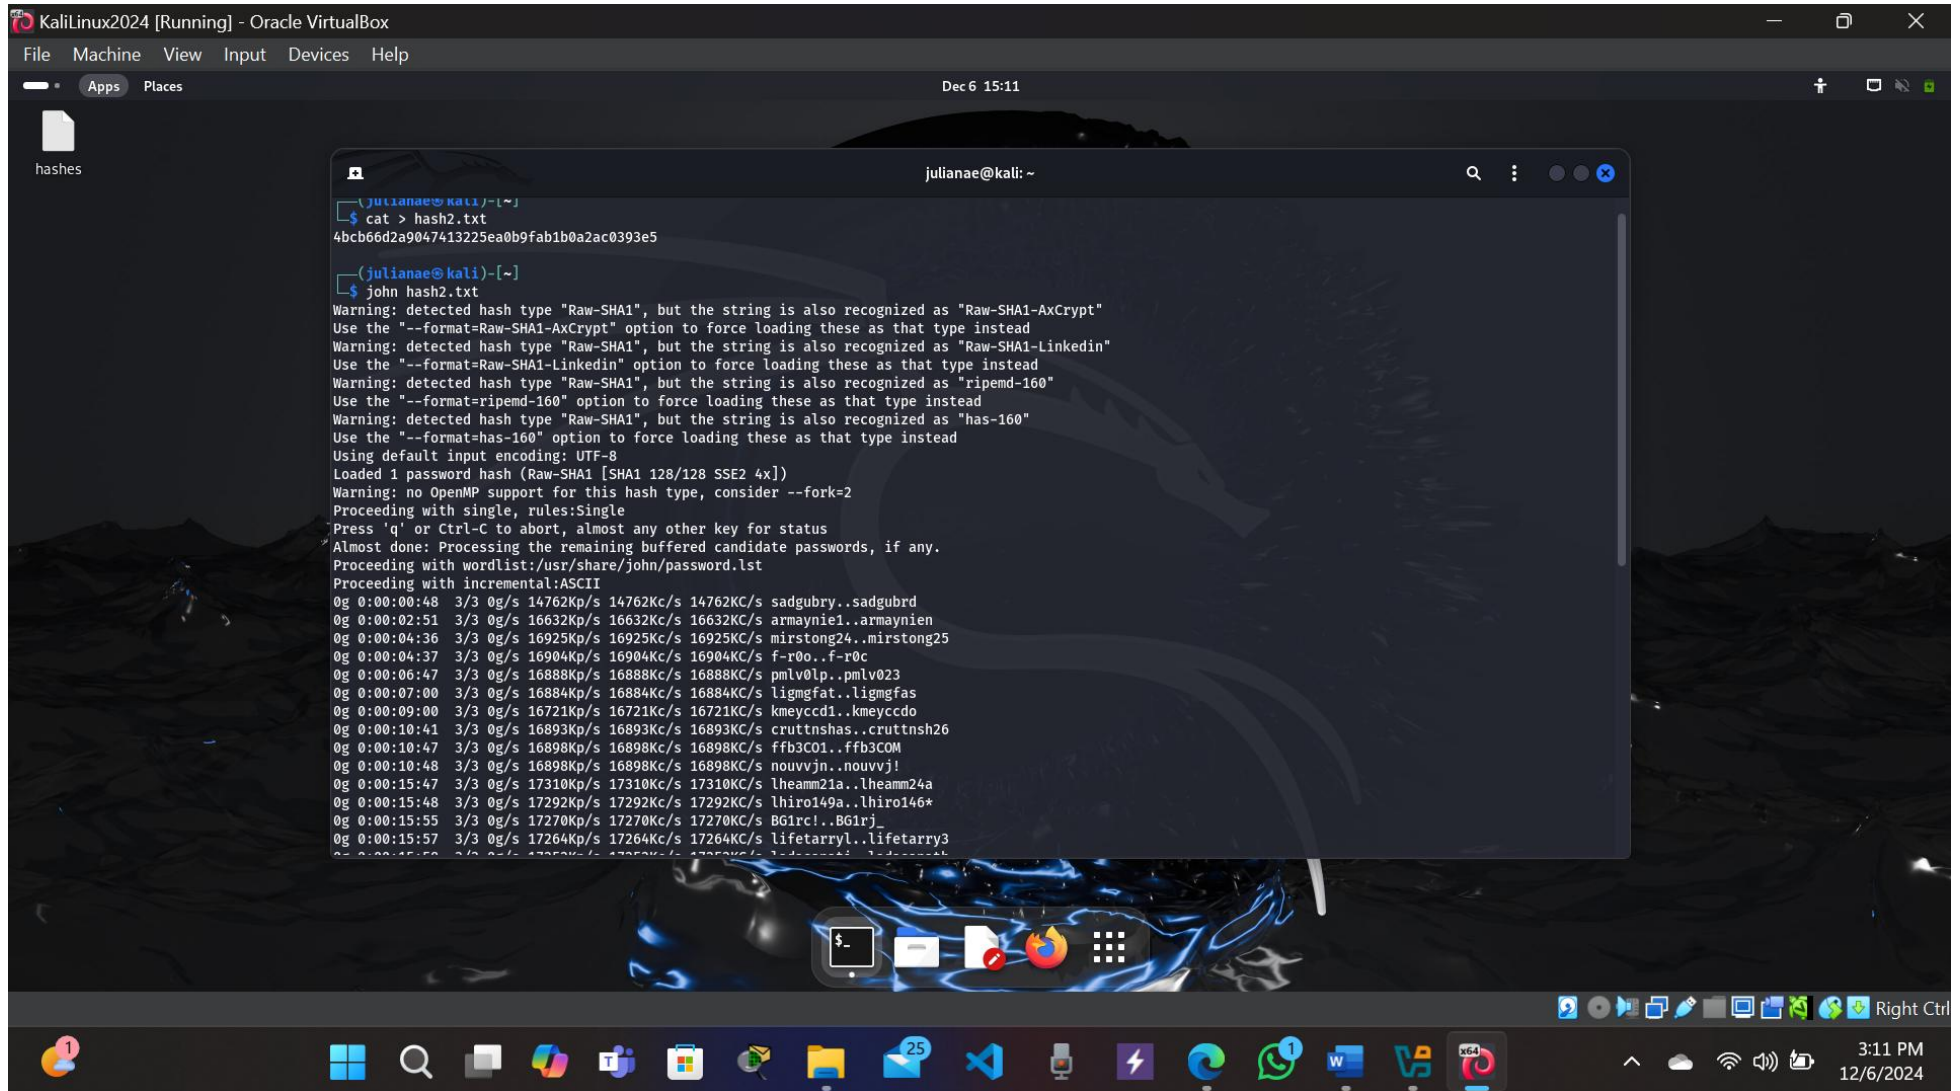 KaliLinux2024 [Running] - Oracle VirtualBox
File Machine View Input Devices Help
Apps Places Dec 6 15:11
hashes
julianae@kali: ~
(julianae㉿kali)-[~]
$ cat > hash2.txt
4bcb66d2a9047413225ea0b9fab1b0a2ac0393e5
(julianae㉿kali)-[~]
$ john hash2.txt
Warning: detected hash type "Raw-SHA1", but the string is also recognized as "Raw-SHA1-AxCrypt"
Use the "--format=Raw-SHA1-AxCrypt" option to force loading these as that type instead
Warning: detected hash type "Raw-SHA1", but the string is also recognized as "Raw-SHA1-Linkedin"
Use the "--format=Raw-SHA1-Linkedin" option to force loading these as that type instead
Warning: detected hash type "Raw-SHA1", but the string is also recognized as "ripemd-160"
Use the "--format=ripemd-160" option to force loading these as that type instead
Warning: detected hash type "Raw-SHA1", but the string is also recognized as "has-160"
Use the "--format=has-160" option to force loading these as that type instead
Using default input encoding: UTF-8
Loaded 1 password hash (Raw-SHA1 [SHA1 128/128 SSE2 4x])
Warning: no OpenMP support for this hash type, consider --fork=2
Proceeding with single, rules:Single
Press 'q' or Ctrl-C to abort, almost any other key for status
Almost done: Processing the remaining buffered candidate passwords, if any.
Proceeding with wordlist:/usr/share/john/password.lst
Proceeding with incremental:ASCII
0g 0:00:00:48 3/3 0g/s 14762Kp/s 14762Kc/s 14762KC/s sadgubry..sadgubrd
0g 0:00:02:51 3/3 0g/s 16632Kp/s 16632Kc/s 16632KC/s armaynie1..armaynien
0g 0:00:04:36 3/3 0g/s 16925Kp/s 16925Kc/s 16925KC/s mirstong24..mirstong25
0g 0:00:04:37 3/3 0g/s 16904Kp/s 16904Kc/s 16904KC/s f-r0o..f-r0c
0g 0:00:06:47 3/3 0g/s 16888Kp/s 16888Kc/s 16888KC/s pmlv0lp..pmlv023
0g 0:00:07:00 3/3 0g/s 16884Kp/s 16884Kc/s 16884KC/s ligmgfat..ligmgfas
0g 0:00:09:00 3/3 0g/s 16721Kp/s 16721Kc/s 16721KC/s kmeyccd1..kmeyccdo
0g 0:00:10:41 3/3 0g/s 16893Kp/s 16893Kc/s 16893KC/s cruttnshas..cruttnsh26
0g 0:00:10:47 3/3 0g/s 16898Kp/s 16898Kc/s 16898KC/s ffb3CO1..ffb3COM
0g 0:00:10:48 3/3 0g/s 16898Kp/s 16898Kc/s 16898KC/s nouvvjn..nouvvj!
0g 0:00:15:47 3/3 0g/s 17310Kp/s 17310Kc/s 17310KC/s lheamm21a..lheamm24a
0g 0:00:15:48 3/3 0g/s 17292Kp/s 17292Kc/s 17292KC/s lhiro149a..lhiro146*
0g 0:00:15:55 3/3 0g/s 17270Kp/s 17270Kc/s 17270KC/s BG1rc!..BG1rj_
0g 0:00:15:57 3/3 0g/s 17264Kp/s 17264Kc/s 17264KC/s lifetarryl..lifetarry3
$_
Right Ctrl
1
25
1
W
x64
3:11 PM
12/6/2024